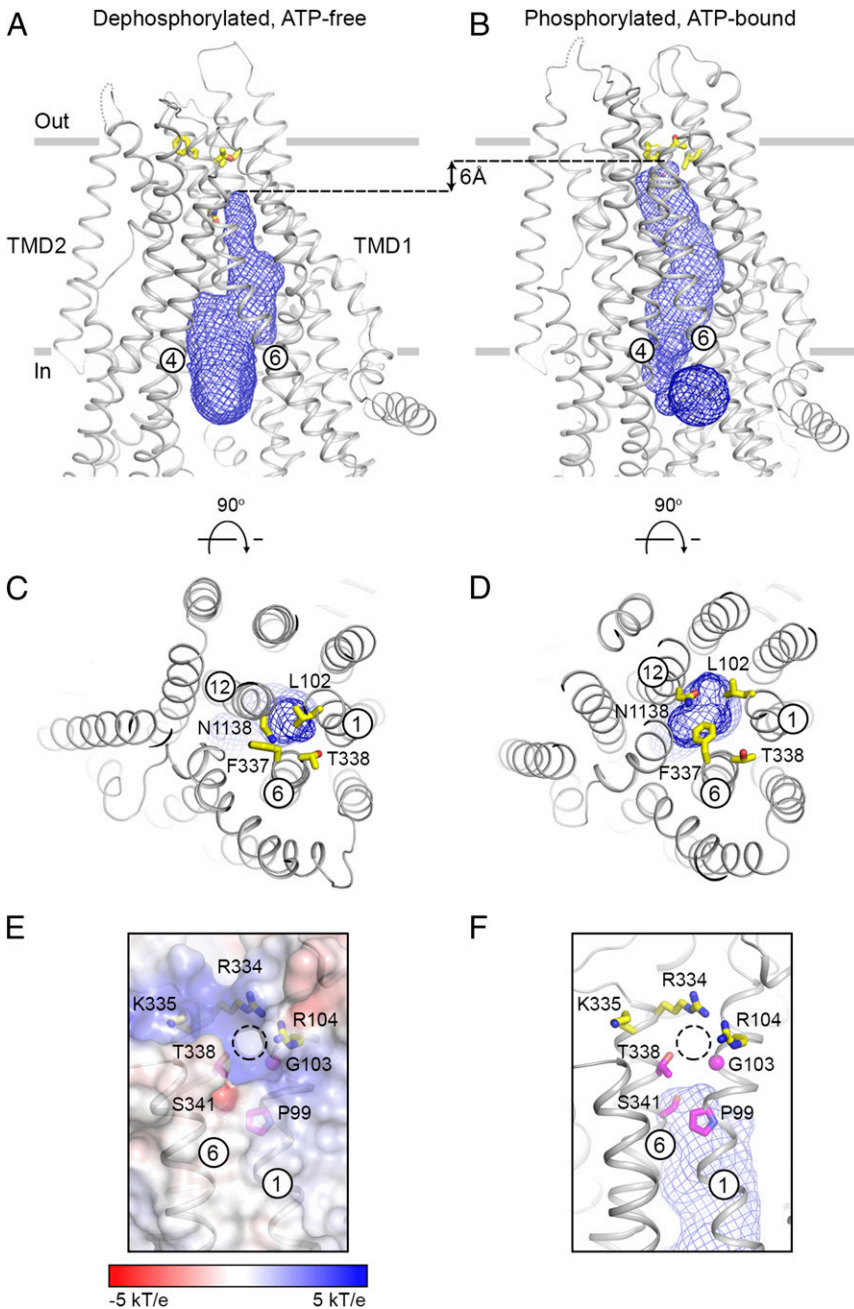 A
Dephosphorylated, ATP-free
B
Phosphorylated, ATP-bound
Out
6Å
TMD2
TMD1
4
6
4
6
In
90°
90°
C
D
12
L102
1
N1138
T338
F337
6
12
L102
N1138
1
T338
F337
6
E
F
R334
K335
R104
T338
G103
S341
P99
6
1
R334
K335
R104
T338
G103
S341
P99
6
1
-5 kT/e
5 kT/e